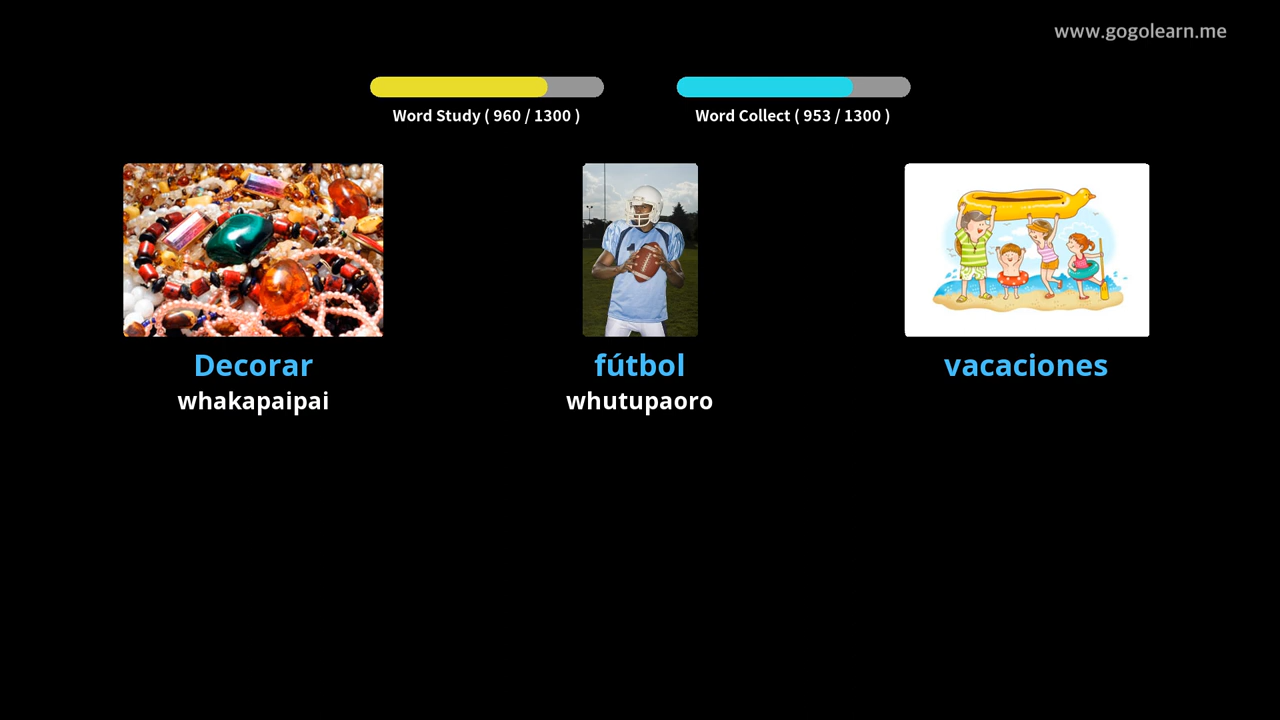 www.gogolearn.me
Word Study ( 960 / 1300 )
Word Collect ( 953 / 1300 )
Decorar
whakapaipai
fútbol
whutupaoro
vacaciones